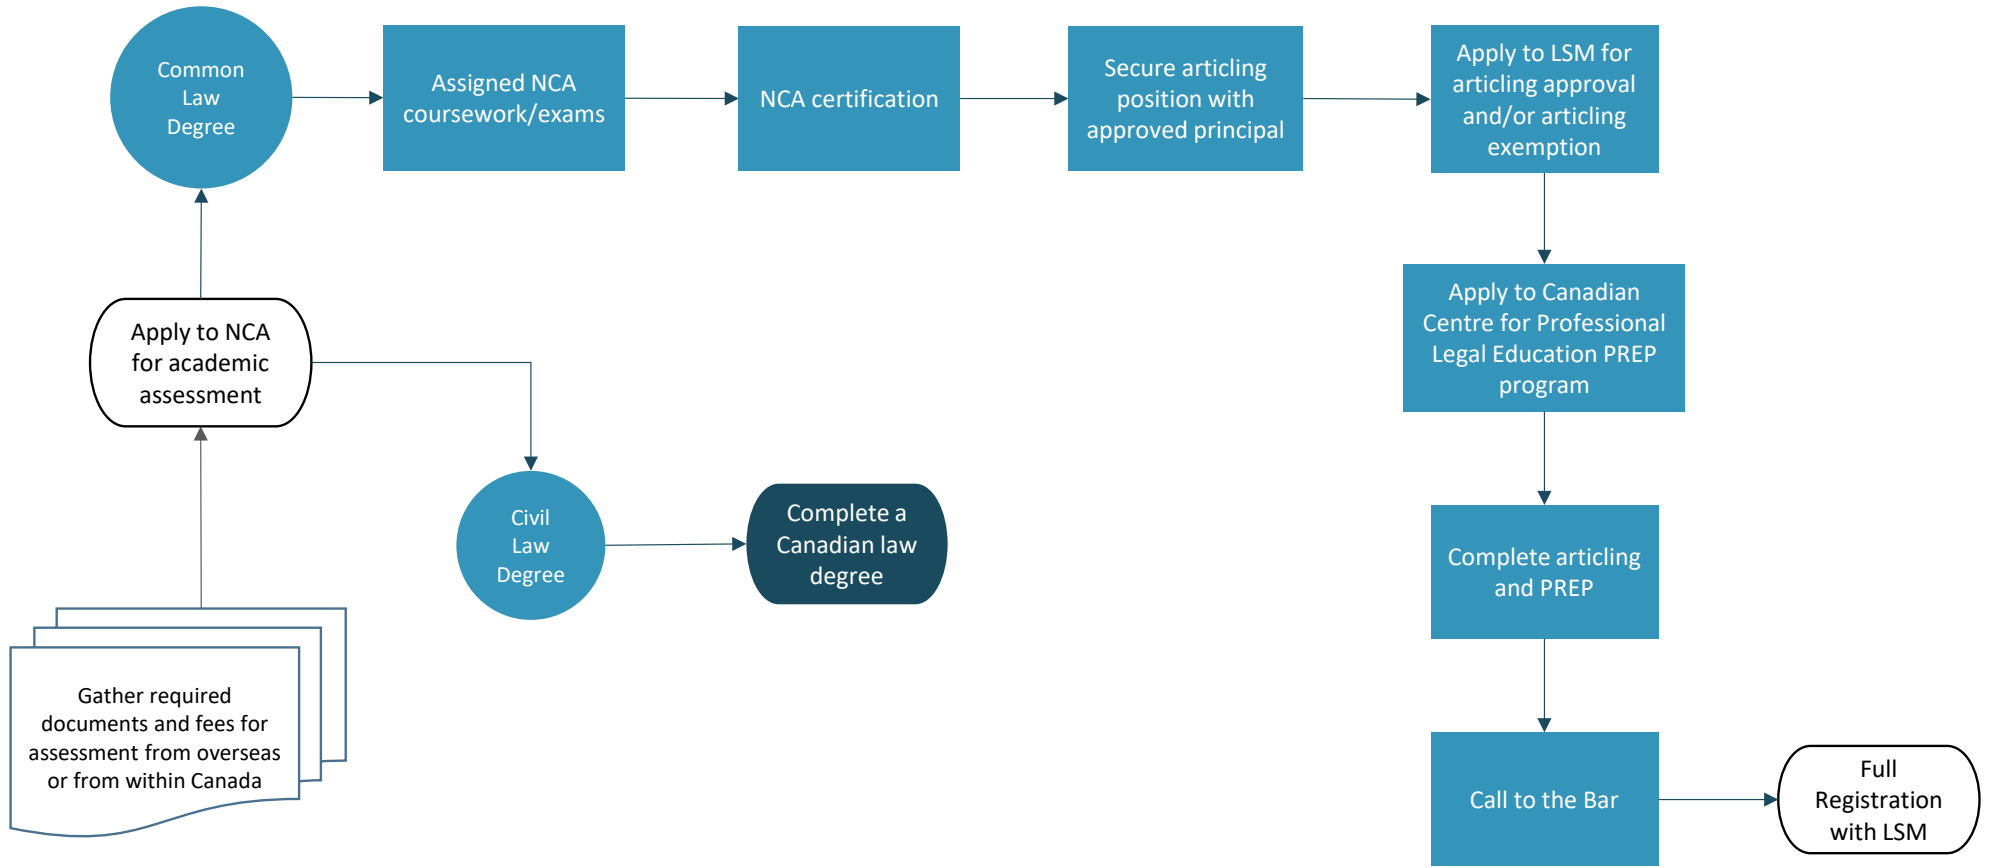 Common
Law
Degree
Assigned NCA
coursework/exams
NCA certification
Secure articling
position with
approved principal
Apply to LSM for
articling approval
and/or articling
exemption
Apply to NCA
for academic
assessment
Apply to Canadian
Centre for Professional
Legal Education PREP
program
Civil
Law
Degree
Complete a
Canadian law
degree
Complete articling
and PREP
Gather required
documents and fees for
assessment from overseas
or from within Canada
Call to the Bar
Full
Registration
with LSM